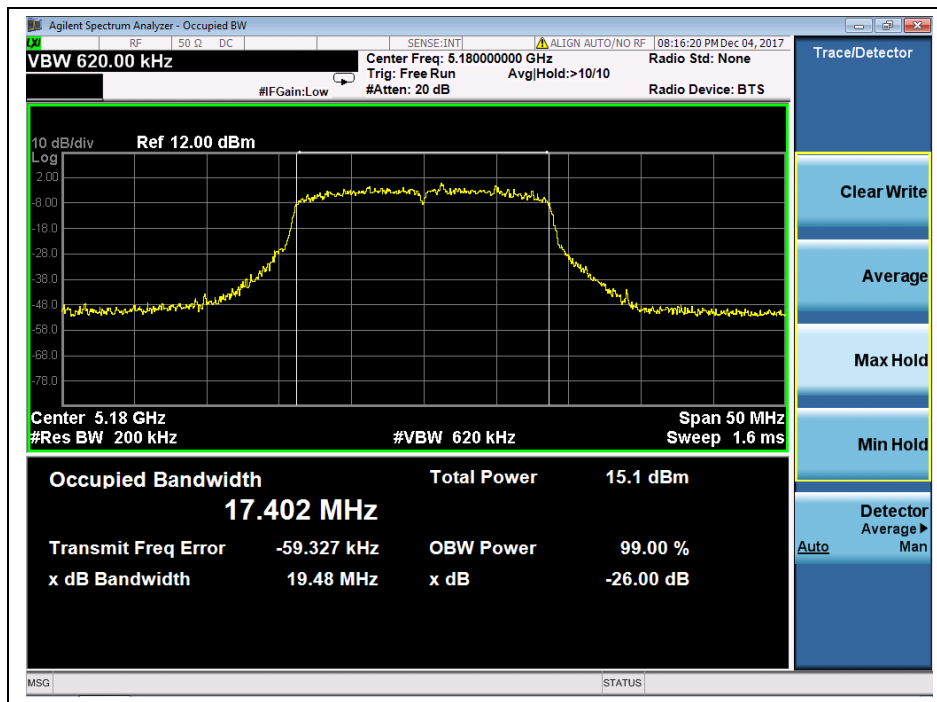 Agilent Spectrum Analyzer - Occupied BW
LXI RF 50 Ω DC SENSE:INT ALIGN AUTO/NO RF 08:16:20 PM Dec 04, 2017
VBW 620.00 kHz
Center Freq: 5.180000000 GHz Radio Std: None
Trig: Free Run Avg|Hold:>10/10
#IFGain:Low #Atten: 20 dB Radio Device: BTS
10 dB/div Ref 12.00 dBm
Log
2.00
-8.00
-18.0
-28.0
-38.0
-48.0
-58.0
-68.0
-78.0
Center 5.18 GHz Span 50 MHz
#Res BW 200 kHz #VBW 620 kHz Sweep 1.6 ms
Occupied Bandwidth Total Power 15.1 dBm
17.402 MHz
Transmit Freq Error -59.327 kHz OBW Power 99.00 %
x dB Bandwidth 19.48 MHz x dB -26.00 dB
Trace/Detector
Clear Write
Average
Max Hold
Min Hold
Detector
Average
Auto Man
MSG STATUS